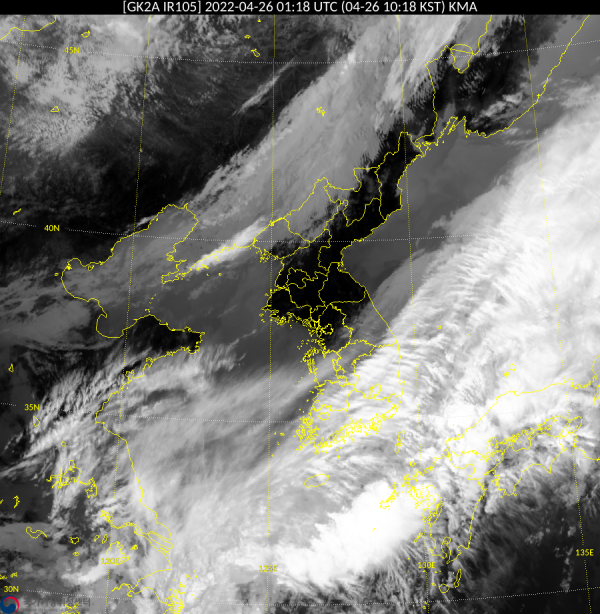 [GK2A IR105] 2022-04-26 01:18 UTC (04-26 10:18 KST) KMA
45N
40N
35N
135E
130E
30N